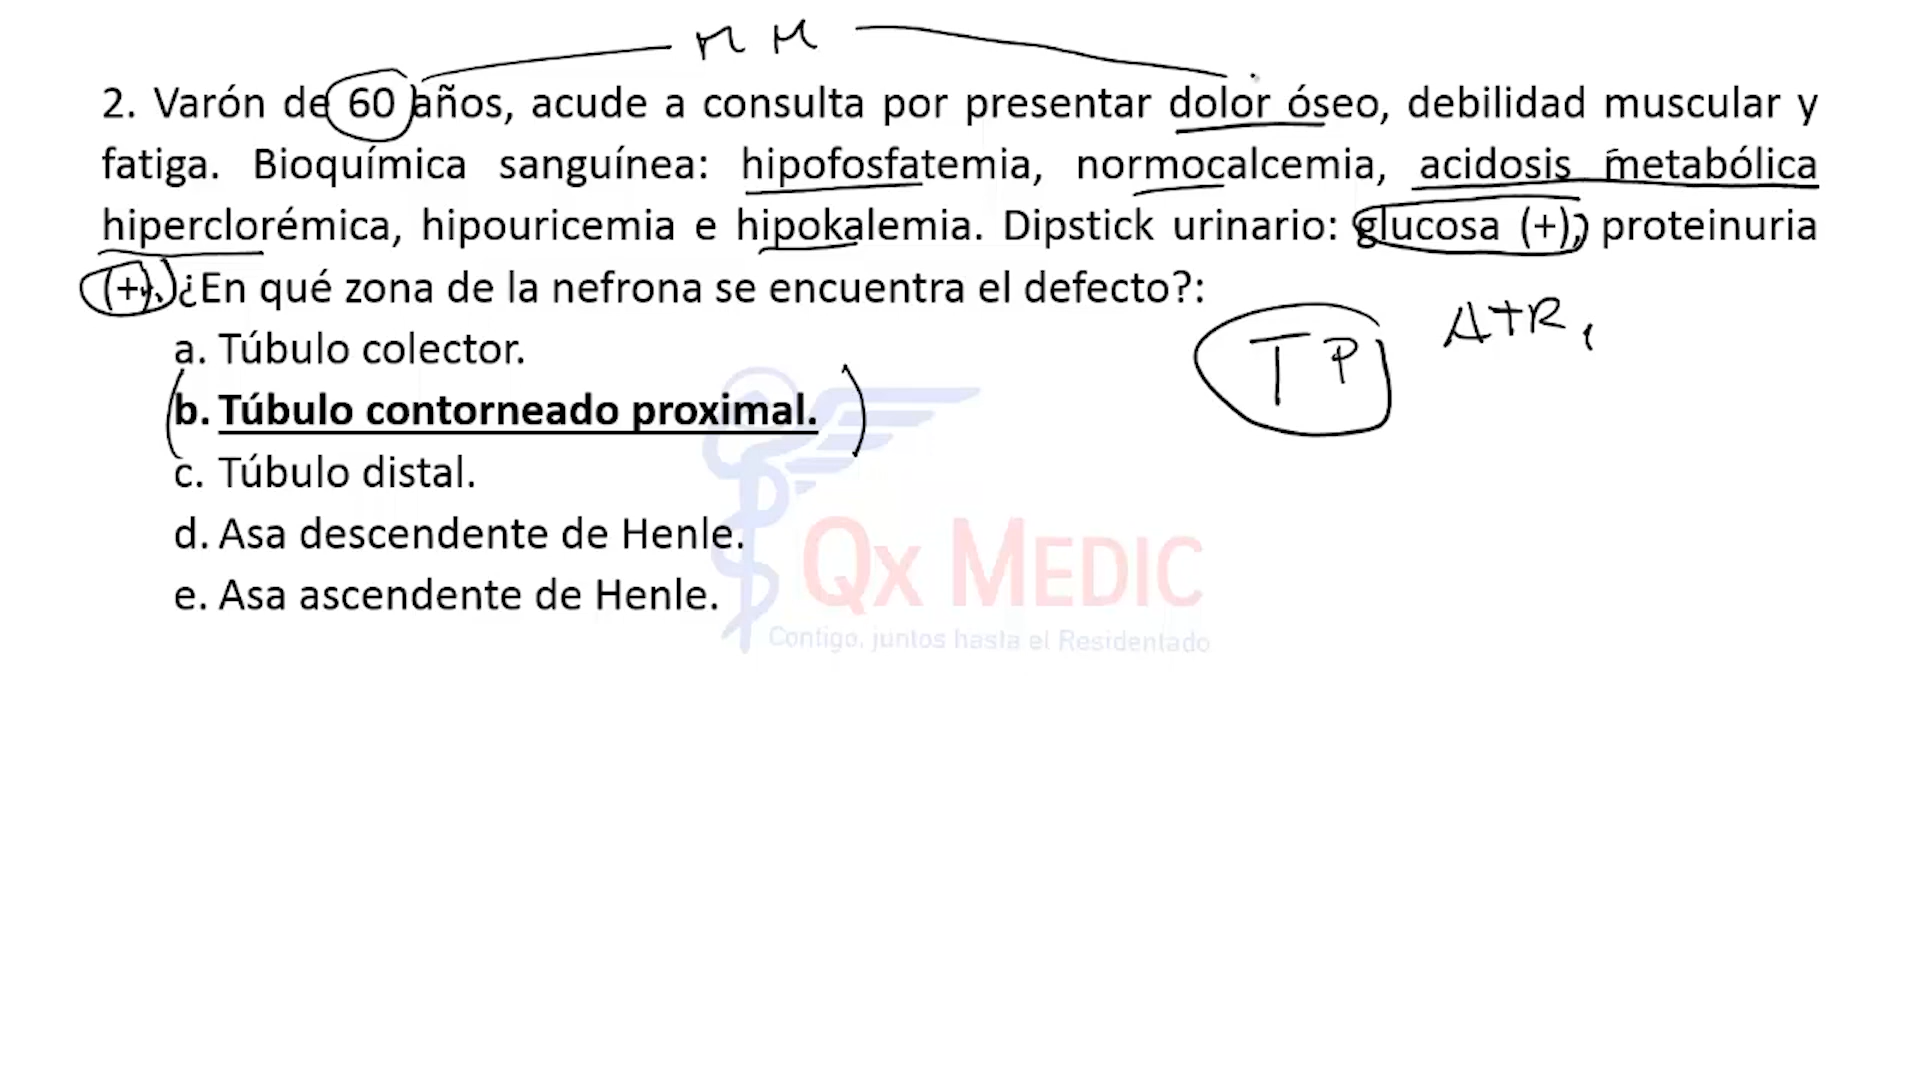 MM
2. Varón de 60 años, acude a consulta por presentar dolor óseo, debilidad muscular y
fatiga. Bioquímica sanguínea: hipofosfatemia, normocalcemia, acidosis metabólica
hiperclorémica, hipouricemia e hipokalemia. Dipstick urinario: glucosa (+), proteinuria
(+). ¿En qué zona de la nefrona se encuentra el defecto?:
a. Túbulo colector.
b. Túbulo contorneado proximal.
c. Túbulo distal.
d. Asa descendente de Henle.
e. Asa ascendente de Henle.
TP
ATR
Qx MEDIC
Contigo, juntos hasta el Residentado